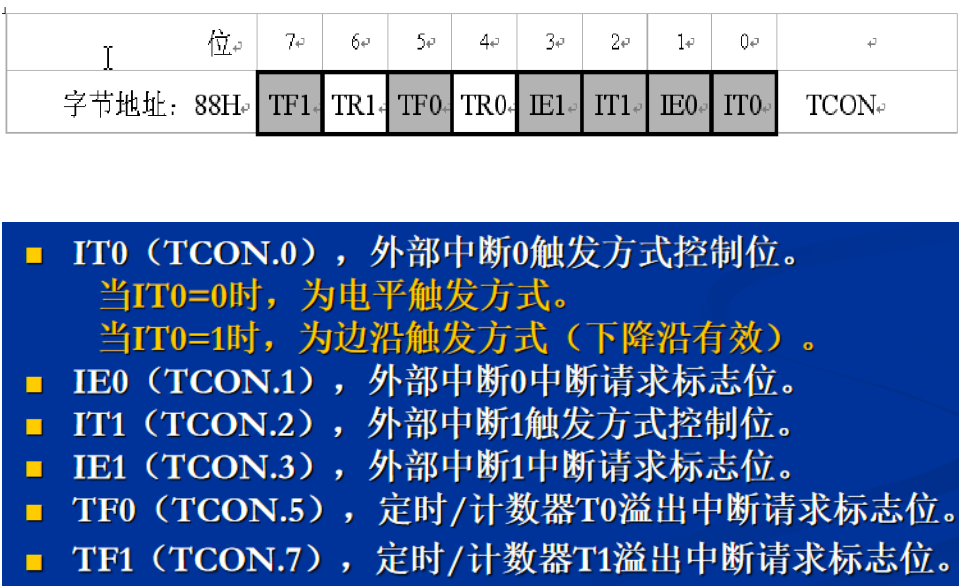 位 7 6 5 4 3 2 1 0
字节地址：88H TF1 TR1 TF0 TR0 IE1 IT1 IE0 IT0 TCON
IT0（TCON.0），外部中断0触发方式控制位。
当IT0=0时，为电平触发方式。
当IT0=1时，为边沿触发方式（下降沿有效）。
IE0（TCON.1），外部中断0中断请求标志位。
IT1（TCON.2），外部中断1触发方式控制位。
IE1（TCON.3），外部中断1中断请求标志位。
TF0（TCON.5），定时/计数器T0溢出中断请求标志位。
TF1（TCON.7），定时/计数器T1溢出中断请求标志位。